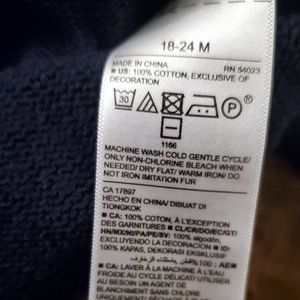 18-24 M
MADE IN CHINA RN 54023
■ US: 100% COTTON, EXCLUSIVE OF
DECORATION
30
P
1166
MACHINE WASH COLD GENTLE CYCLE/
ONLY NON-CHLORINE BLEACH WHEN
NEEDED/ DRY FLAT/ WARM IRON/ DO
NOT IRON IMITATION FUR
CA 17897
HECHO EN CHINA/ DIBUAT DI
TIONGKOK
■ CA: 100% COTON, À L'EXCEPTION
DES GARNITURES ■ CL/CR/DO/EC/GT/
HN/MX/NI/PA/PE/SV: 100% algodón,
EXCLUYENDO LA DECORACIÓN ■ ID:
100% KAPAS, DEKORASI EKSKLUSIF
■ AE: 100%
■ CA: LAVER À LA MACHINE À L'EAU
FROIDE AU CYCLE DÉLICAT/ UTILISER
AU BESOIN UN AGENT DE
BLANCHIMENT SANS
UNIQUEMENT/